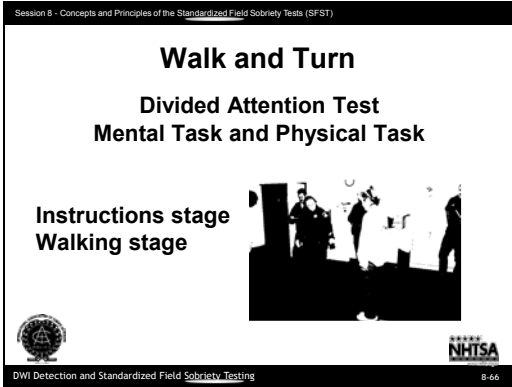 Session 8 - Concepts and Principles of the Standardized Field Sobriety Tests (SFST)
Walk and Turn
Divided Attention Test
Mental Task and Physical Task
Instructions stage
Walking stage
NHTSA
DWI Detection and Standardized Field Sobriety Testing
8-66